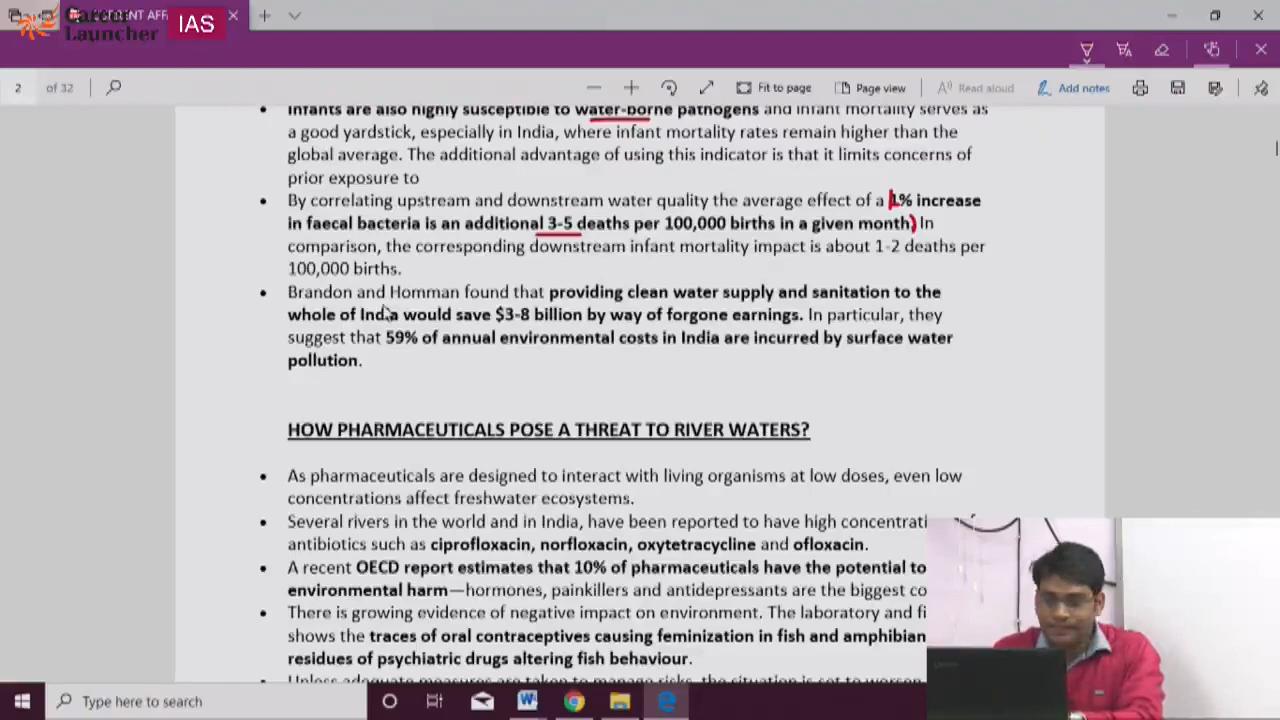 Career
Launcher
IAS
2 of 32
Fit to page
Page view
Read aloud
Add notes
Infants are also highly susceptible to water-borne pathogens and infant mortality serves as
a good yardstick, especially in India, where infant mortality rates remain higher than the
global average. The additional advantage of using this indicator is that it limits concerns of
prior exposure to
• By correlating upstream and downstream water quality the average effect of a 1% increase
in faecal bacteria is an additional 3-5 deaths per 100,000 births in a given month) In
comparison, the corresponding downstream infant mortality impact is about 1-2 deaths per
100,000 births.
• Brandon and Homman found that providing clean water supply and sanitation to the
whole of India would save $3-8 billion by way of forgone earnings. In particular, they
suggest that 59% of annual environmental costs in India are incurred by surface water
pollution.
HOW PHARMACEUTICALS POSE A THREAT TO RIVER WATERS?
• As pharmaceuticals are designed to interact with living organisms at low doses, even low
concentrations affect freshwater ecosystems.
• Several rivers in the world and in India, have been reported to have high concentrati
antibiotics such as ciprofloxacin, norfloxacin, oxytetracycline and ofloxacin.
• A recent OECD report estimates that 10% of pharmaceuticals have the potential to
environmental harm—hormones, painkillers and antidepressants are the biggest co
• There is growing evidence of negative impact on environment. The laboratory and fi
shows the traces of oral contraceptives causing feminization in fish and amphibian
residues of psychiatric drugs altering fish behaviour.
Type here to search